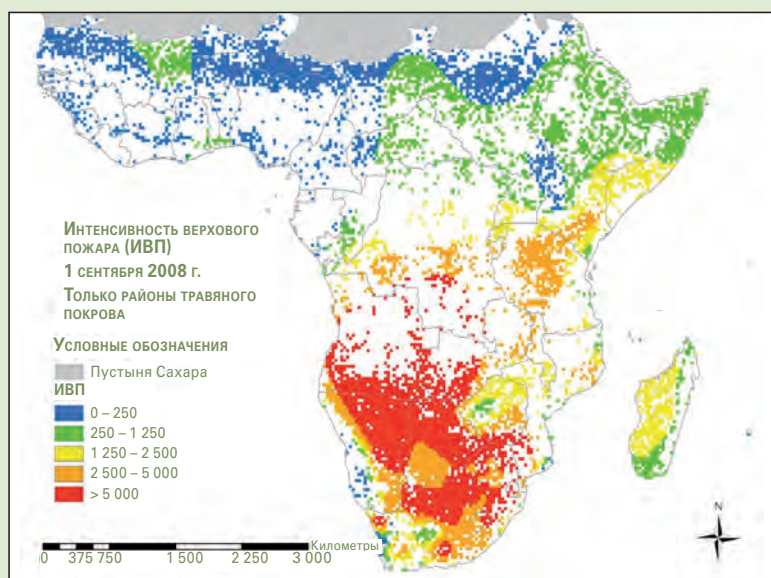 Интенсивность верхового
пожара (ИВП)
1 сентября 2008 г.
Только районы травяного
покрова
Условные обозначения
Пустыня Сахара
ИВП
0 – 250
250 – 1 250
1 250 – 2 500
2 500 – 5 000
> 5 000
N
Километры
0 375 750 1 500 2 250 3 000